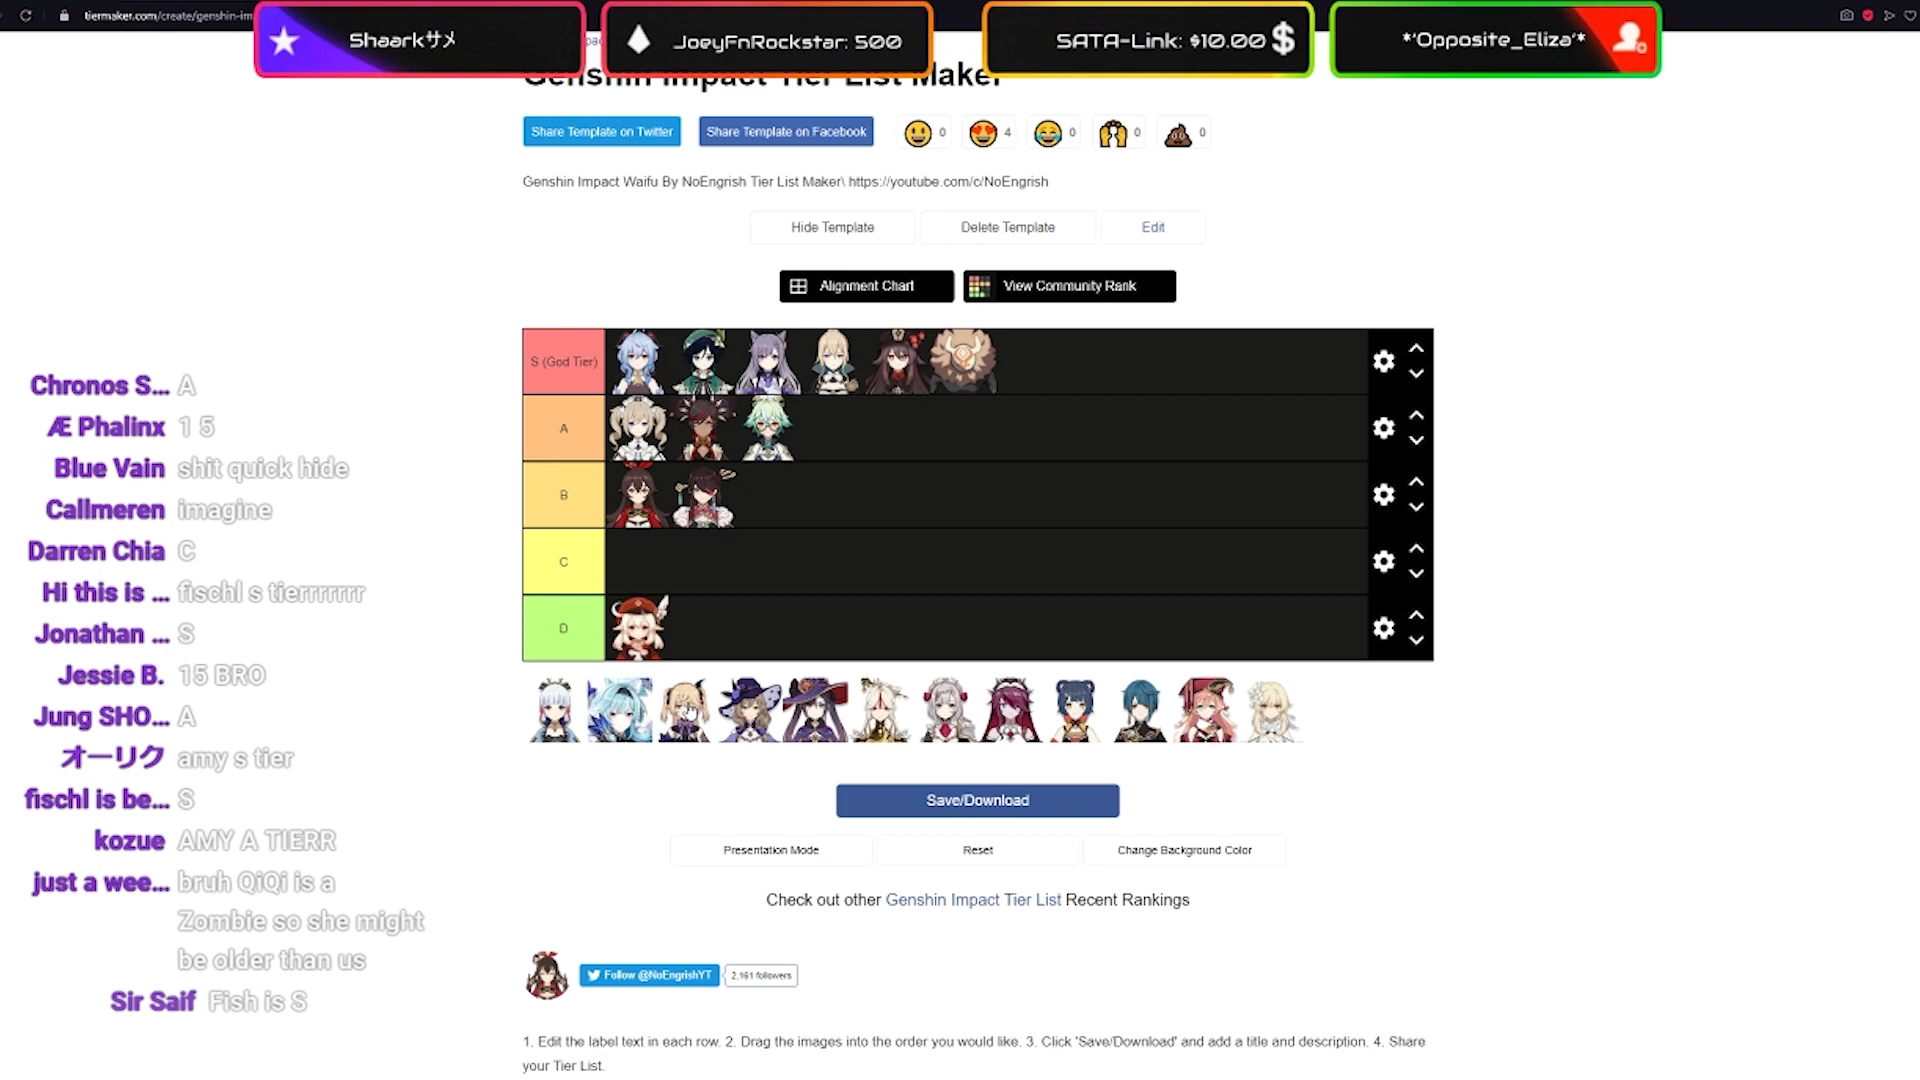 tiermaker.com/create/genshin-im
Shaarkサメ
JoeyFnRockstar: 500
SATA-Link: $10.00 $
*'Opposite_Eliza'*
Genshin Impact Tier List Maker
Share Template on Twitter
Share Template on Facebook
0
4
0
0
0
Genshin Impact Waifu By NoEngrish Tier List Maker\ https://youtube.com/c/NoEngrish
Hide Template
Delete Template
Edit
Alignment Chart
View Community Rank
S (God Tier)
A
B
C
D
Chronos S... A
Æ Phalinx 1 5
Blue Vain shit quick hide
Callmeren imagine
Darren Chia C
Hi this is ... fischl s tierrrrrrr
Jonathan ... S
Jessie B. 15 BRO
Jung SHO... A
オーリク amy s tier
fischl is be... S
kozue AMY A TIERR
just a wee... bruh QiQi is a
Zombie so she might
be older than us
Sir Saif Fish is S
Save/Download
Presentation Mode
Reset
Change Background Color
Check out other Genshin Impact Tier List Recent Rankings
Follow @NoEngrishYT
2,161 followers
1. Edit the label text in each row. 2. Drag the images into the order you would like. 3. Click 'Save/Download' and add a title and description. 4. Share
your Tier List.